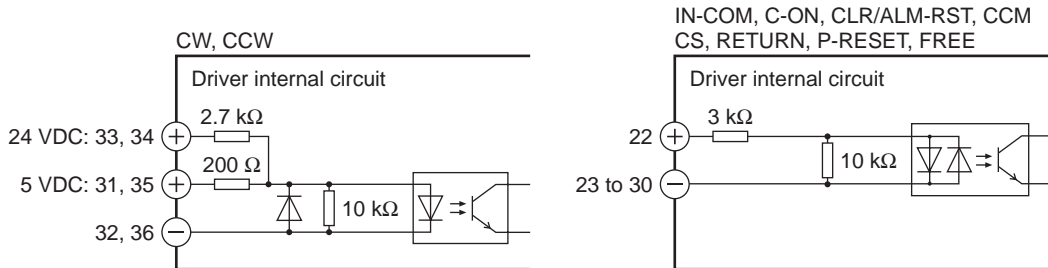 CW, CCW
Driver internal circuit
2.7 kΩ
24 VDC: 33, 34
200 Ω
5 VDC: 31, 35
10 kΩ
32, 36
IN-COM, C-ON, CLR/ALM-RST, CCM
CS, RETURN, P-RESET, FREE
Driver internal circuit
3 kΩ
22
10 kΩ
23 to 30